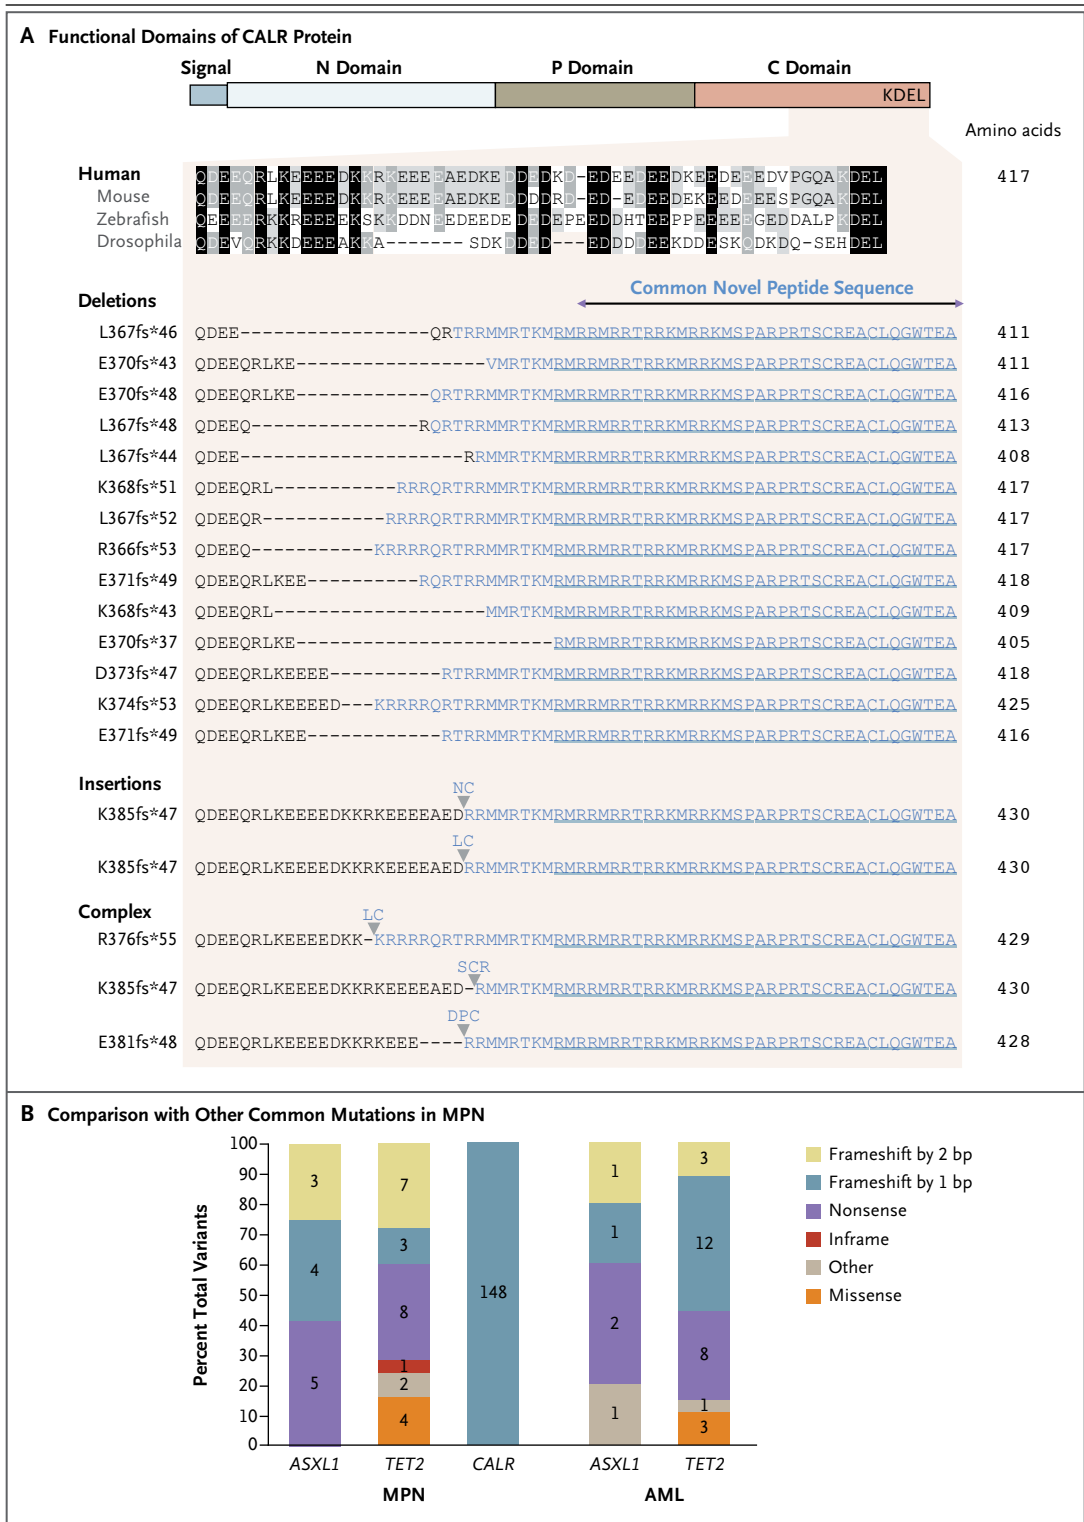 A Functional Domains of CALR Protein
Signal N Domain P Domain C Domain
KDEL
Amino acids
Human QDEEQRLKEEEEDKKRKEEEEAEDKEDDEDKD-EDEEDEEDKEEDEEEDVPGQAKDEL 417
Mouse QDEEQRLKEEEEDKKRKEEEEAEDKEDDDDRD-ED-EDEEDEKEEDEEESPGQAKDEL
Zebrafish QEEEERKKREEEEKSKKDDNEEDEEDEDEDEPEEDDHTEEPPEEEEEGEDDALPKDEL
Drosophila QDEVQRKKDEEEAKKA-------SDKDDED---EDDDDEEKDDESKQDKDQ-SEHDEL
Common Novel Peptide Sequence
Deletions
L367fs*46 QDEE-----------------QRTRRMMRTKMRMRRMRRTRRKMRRKMSPARPRTSCREACLQGWTEA 411
E370fs*43 QDEEQRLKE-----------------VMRTKMRMRRMRRTRRKMRRKMSPARPRTSCREACLQGWTEA 411
E370fs*48 QDEEQRLKE------------QRTRRMMRTKMRMRRMRRTRRKMRRKMSPARPRTSCREACLQGWTEA 416
L367fs*48 QDEEQ---------------RQRTRRMMRTKMRMRRMRRTRRKMRRKMSPARPRTSCREACLQGWTEA 413
L367fs*44 QDEE--------------------RRMMRTKMRMRRMRRTRRKMRRKMSPARPRTSCREACLQGWTEA 408
K368fs*51 QDEEQRL-----------RRRQRTRRMMRTKMRMRRMRRTRRKMRRKMSPARPRTSCREACLQGWTEA 417
L367fs*52 QDEEQR-----------RRRRQRTRRMMRTKMRMRRMRRTRRKMRRKMSPARPRTSCREACLQGWTEA 417
R366fs*53 QDEEQ-----------KRRRRQRTRRMMRTKMRMRRMRRTRRKMRRKMSPARPRTSCREACLQGWTEA 417
E371fs*49 QDEEQRLKEE----------RQRTRRMMRTKMRMRRMRRTRRKMRRKMSPARPRTSCREACLQGWTEA 418
K368fs*43 QDEEQRL-------------------MMRTKMRMRRMRRTRRKMRRKMSPARPRTSCREACLQGWTEA 409
E370fs*37 QDEEQRLKE-----------------------RMRRMRRTRRKMRRKMSPARPRTSCREACLQGWTEA 405
D373fs*47 QDEEQRLKEEEE----------RTRRMMRTKMRMRRMRRTRRKMRRKMSPARPRTSCREACLQGWTEA 418
K374fs*53 QDEEQRLKEEEED---KRRRRQRTRRMMRTKMRMRRMRRTRRKMRRKMSPARPRTSCREACLQGWTEA 425
E371fs*49 QDEEQRLKEE------------RTRRMMRTKMRMRRMRRTRRKMRRKMSPARPRTSCREACLQGWTEA 416
Insertions
NC
K385fs*47 QDEEQRLKEEEEDKKRKEEEEAEDRRMMRTKMRMRRMRRTRRKMRRKMSPARPRTSCREACLQGWTEA 430
LC
K385fs*47 QDEEQRLKEEEEDKKRKEEEEAEDRRMMRTKMRMRRMRRTRRKMRRKMSPARPRTSCREACLQGWTEA 430
Complex
LC
R376fs*55 QDEEQRLKEEEEDKK-KRRRRQRTRRMMRTKMRMRRMRRTRRKMRRKMSPARPRTSCREACLQGWTEA 429
SCR
K385fs*47 QDEEQRLKEEEEDKKRKEEEEAED-RMMRTKMRMRRMRRTRRKMRRKMSPARPRTSCREACLQGWTEA 430
DPC
E381fs*48 QDEEQRLKEEEEDKKRKEEE----RRMMRTKMRMRRMRRTRRKMRRKMSPARPRTSCREACLQGWTEA 428
B Comparison with Other Common Mutations in MPN
Percent Total Variants
100
90
80
70
60
50
40
30
20
10
0
3
4
5
7
3
8
1
2
4
148
1
1
2
1
3
12
8
1
3
ASXL1 TET2 CALR ASXL1 TET2
MPN AML
Frameshift by 2 bp
Frameshift by 1 bp
Nonsense
Inframe
Other
Missense